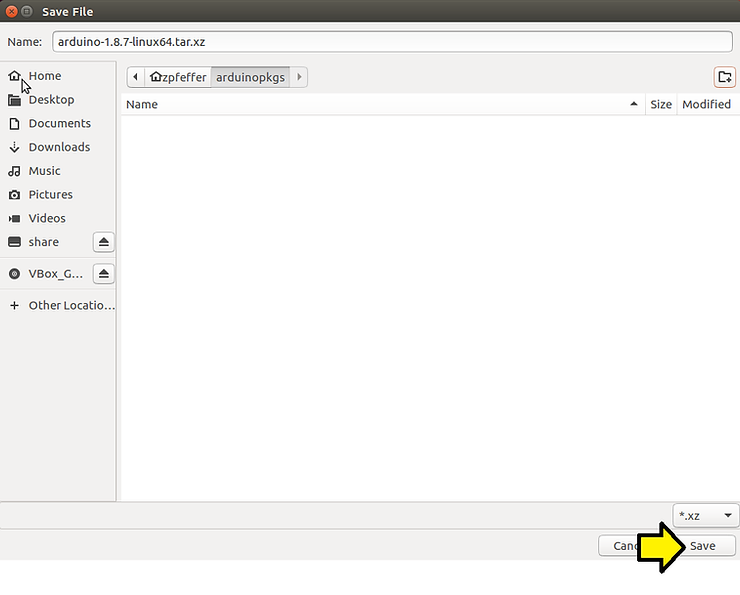 Save File
Name: arduino-1.8.7-linux64.tar.xz
Home
Desktop
Documents
Downloads
Music
Pictures
Videos
share
VBox_G...
Other Locatio...
zpfeffer arduinopkgs
Name Size Modified
*.xz
Canc Save